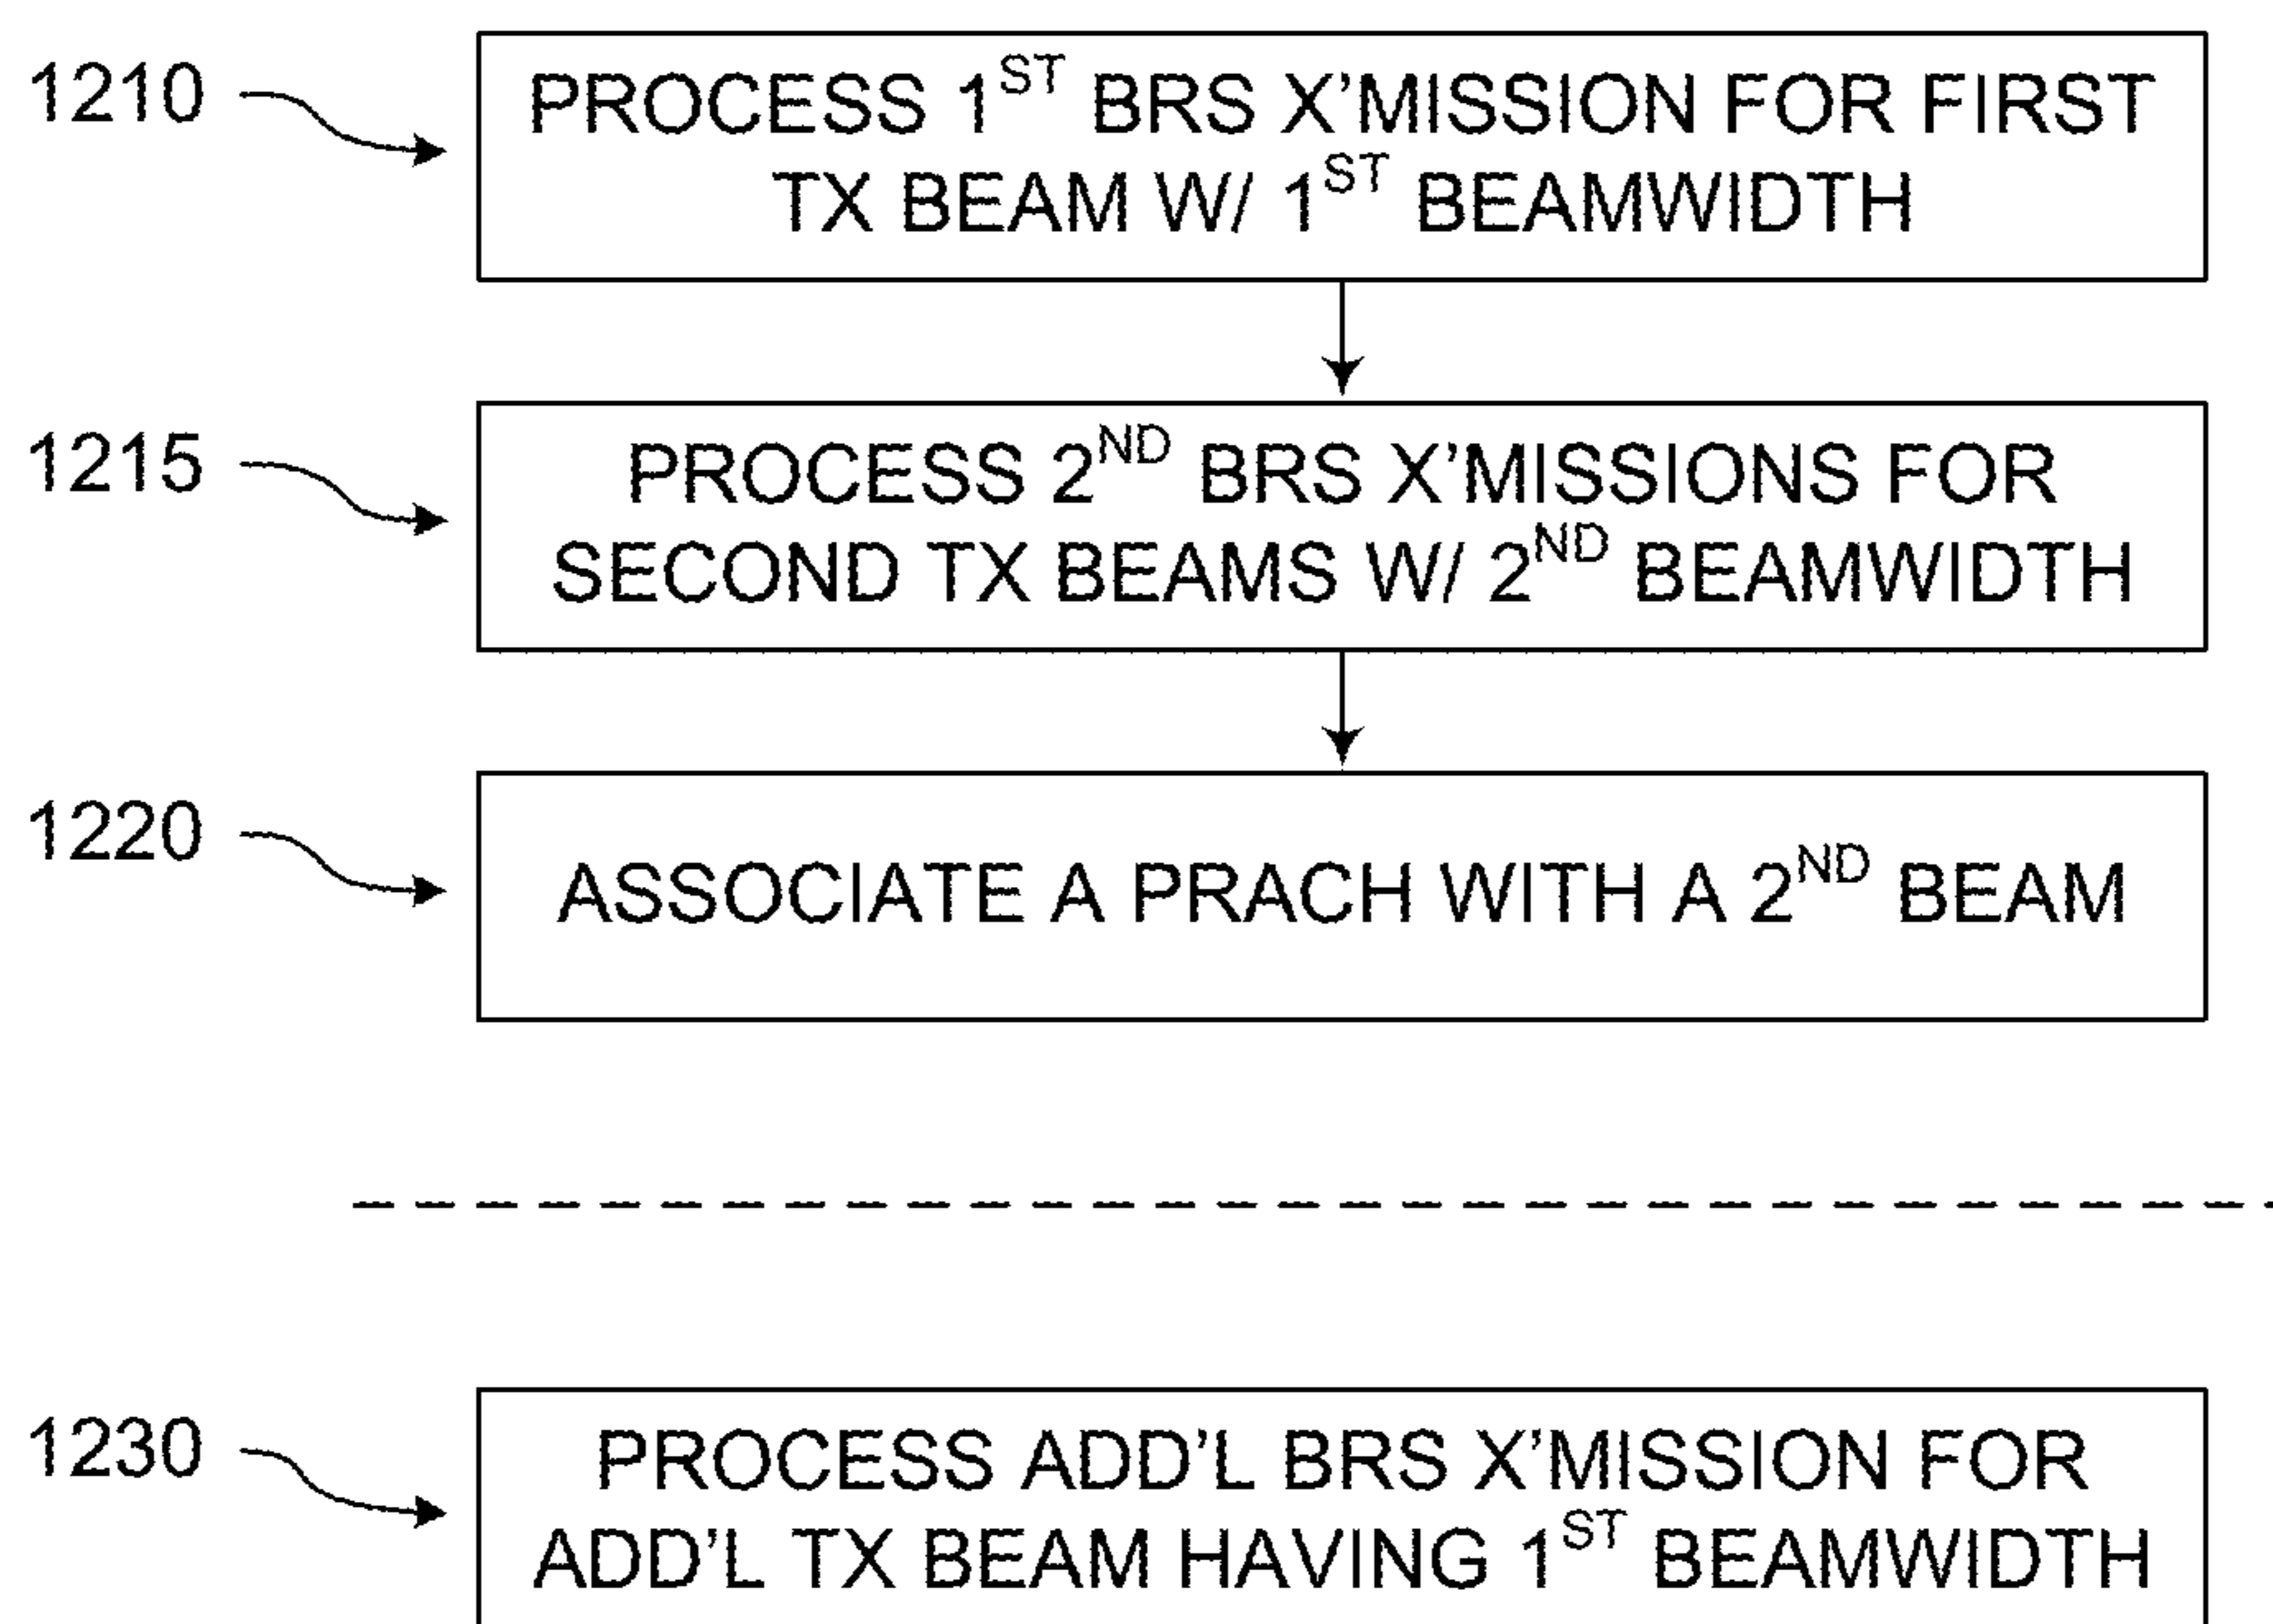 1210
PROCESS 1ST BRS X'MISSION FOR FIRST
TX BEAM W/ 1ST BEAMWIDTH
1215
PROCESS 2ND BRS X'MISSIONS FOR
SECOND TX BEAMS W/ 2ND BEAMWIDTH
1220
ASSOCIATE A PRACH WITH A 2ND BEAM
1230
PROCESS ADD'L BRS X'MISSION FOR
ADD'L TX BEAM HAVING 1ST BEAMWIDTH